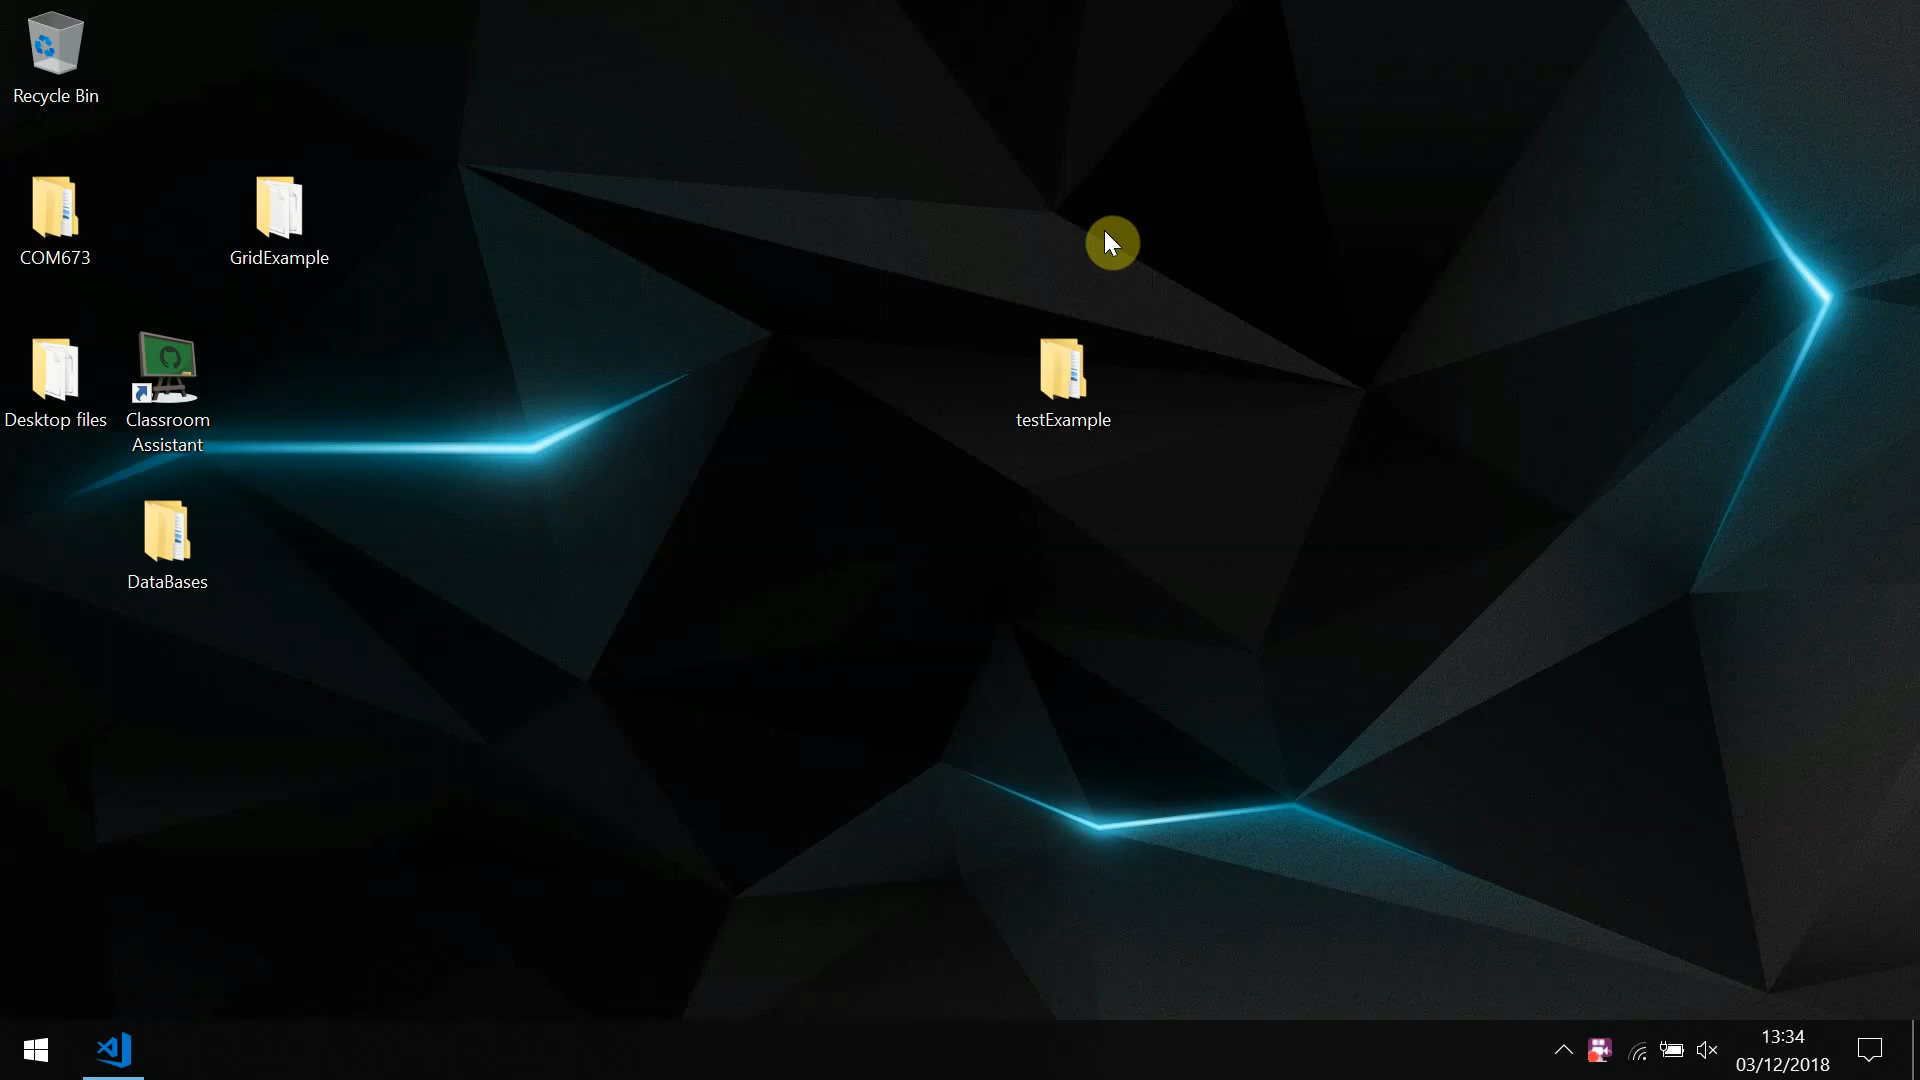 Recycle Bin
COM673
GridExample
Desktop files
Classroom
Assistant
testExample
DataBases
13:34
03/12/2018